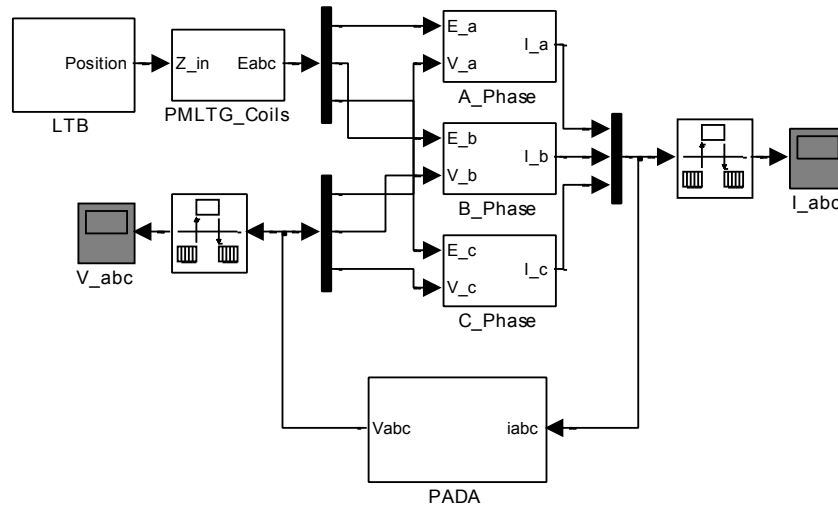 Position
LTB
Z_in
Eabc
PMLTG_Coils
E_a
V_a
I_a
A_Phase
E_b
V_b
I_b
B_Phase
E_c
V_c
I_c
C_Phase
V_abc
I_abc
Vabc
iabc
PADA